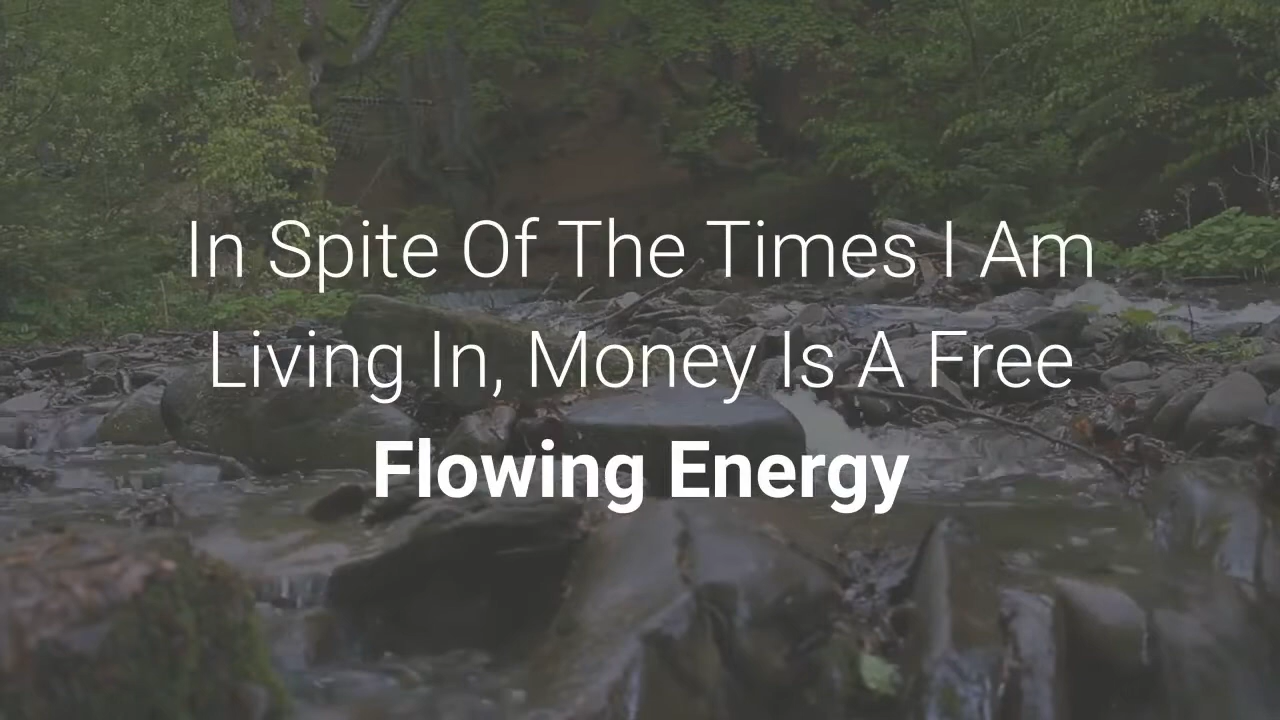 In Spite Of The Times I Am
Living In, Money Is A Free
Flowing Energy